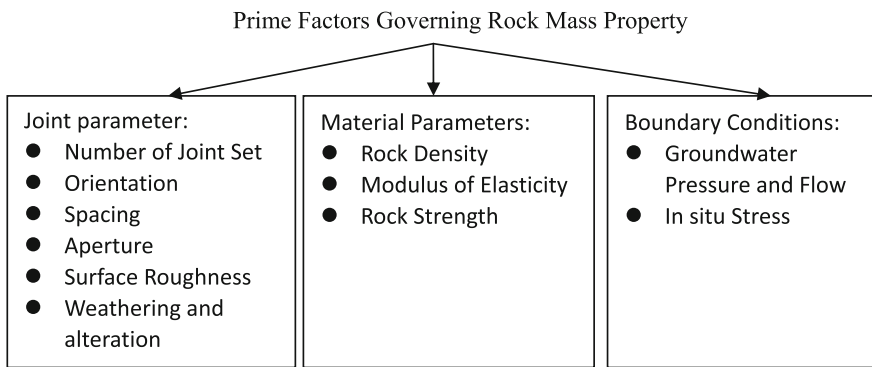 Prime Factors Governing Rock Mass Property
Joint parameter:
● Number of Joint Set
● Orientation
● Spacing
● Aperture
● Surface Roughness
● Weathering and
alteration
Material Parameters:
● Rock Density
● Modulus of Elasticity
● Rock Strength
Boundary Conditions:
● Groundwater
Pressure and Flow
● In situ Stress